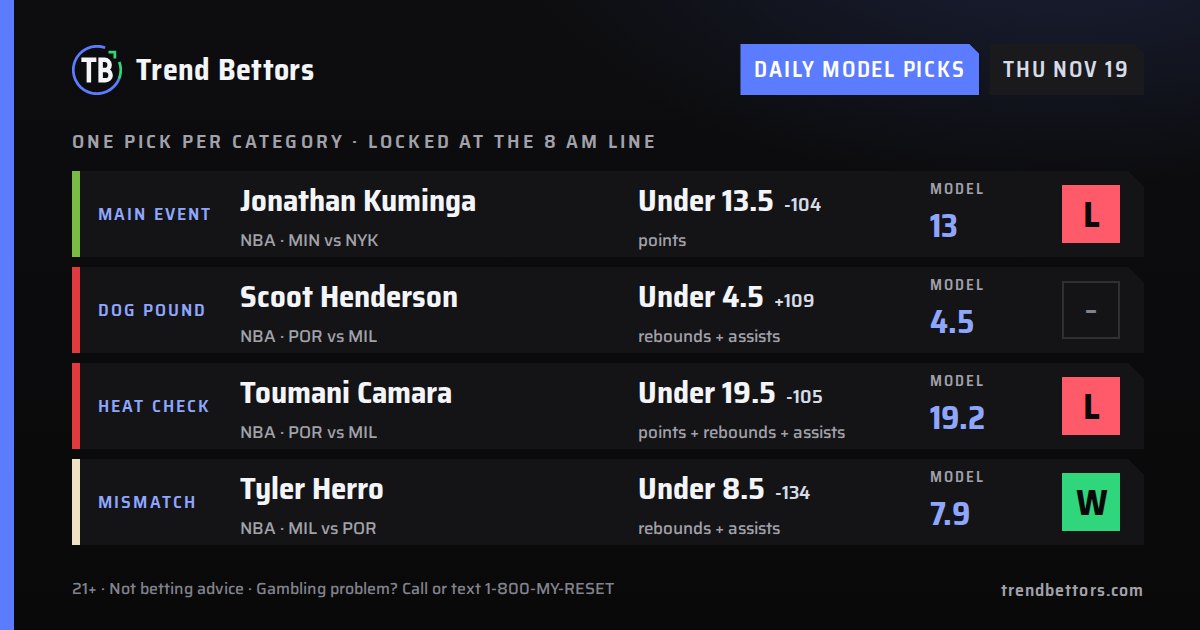 TB Trend Bettors
DAILY MODEL PICKS
THU NOV 19
ONE PICK PER CATEGORY · LOCKED AT THE 8 AM LINE
MAIN EVENT
Jonathan Kuminga
NBA · MIN vs NYK
Under 13.5 -104
points
MODEL
13
L
DOG POUND
Scoot Henderson
NBA · POR vs MIL
Under 4.5 +109
rebounds + assists
MODEL
4.5
–
HEAT CHECK
Toumani Camara
NBA · POR vs MIL
Under 19.5 -105
points + rebounds + assists
MODEL
19.2
L
MISMATCH
Tyler Herro
NBA · MIL vs POR
Under 8.5 -134
rebounds + assists
MODEL
7.9
W
21+ · Not betting advice · Gambling problem? Call or text 1-800-MY-RESET
trendbettors.com